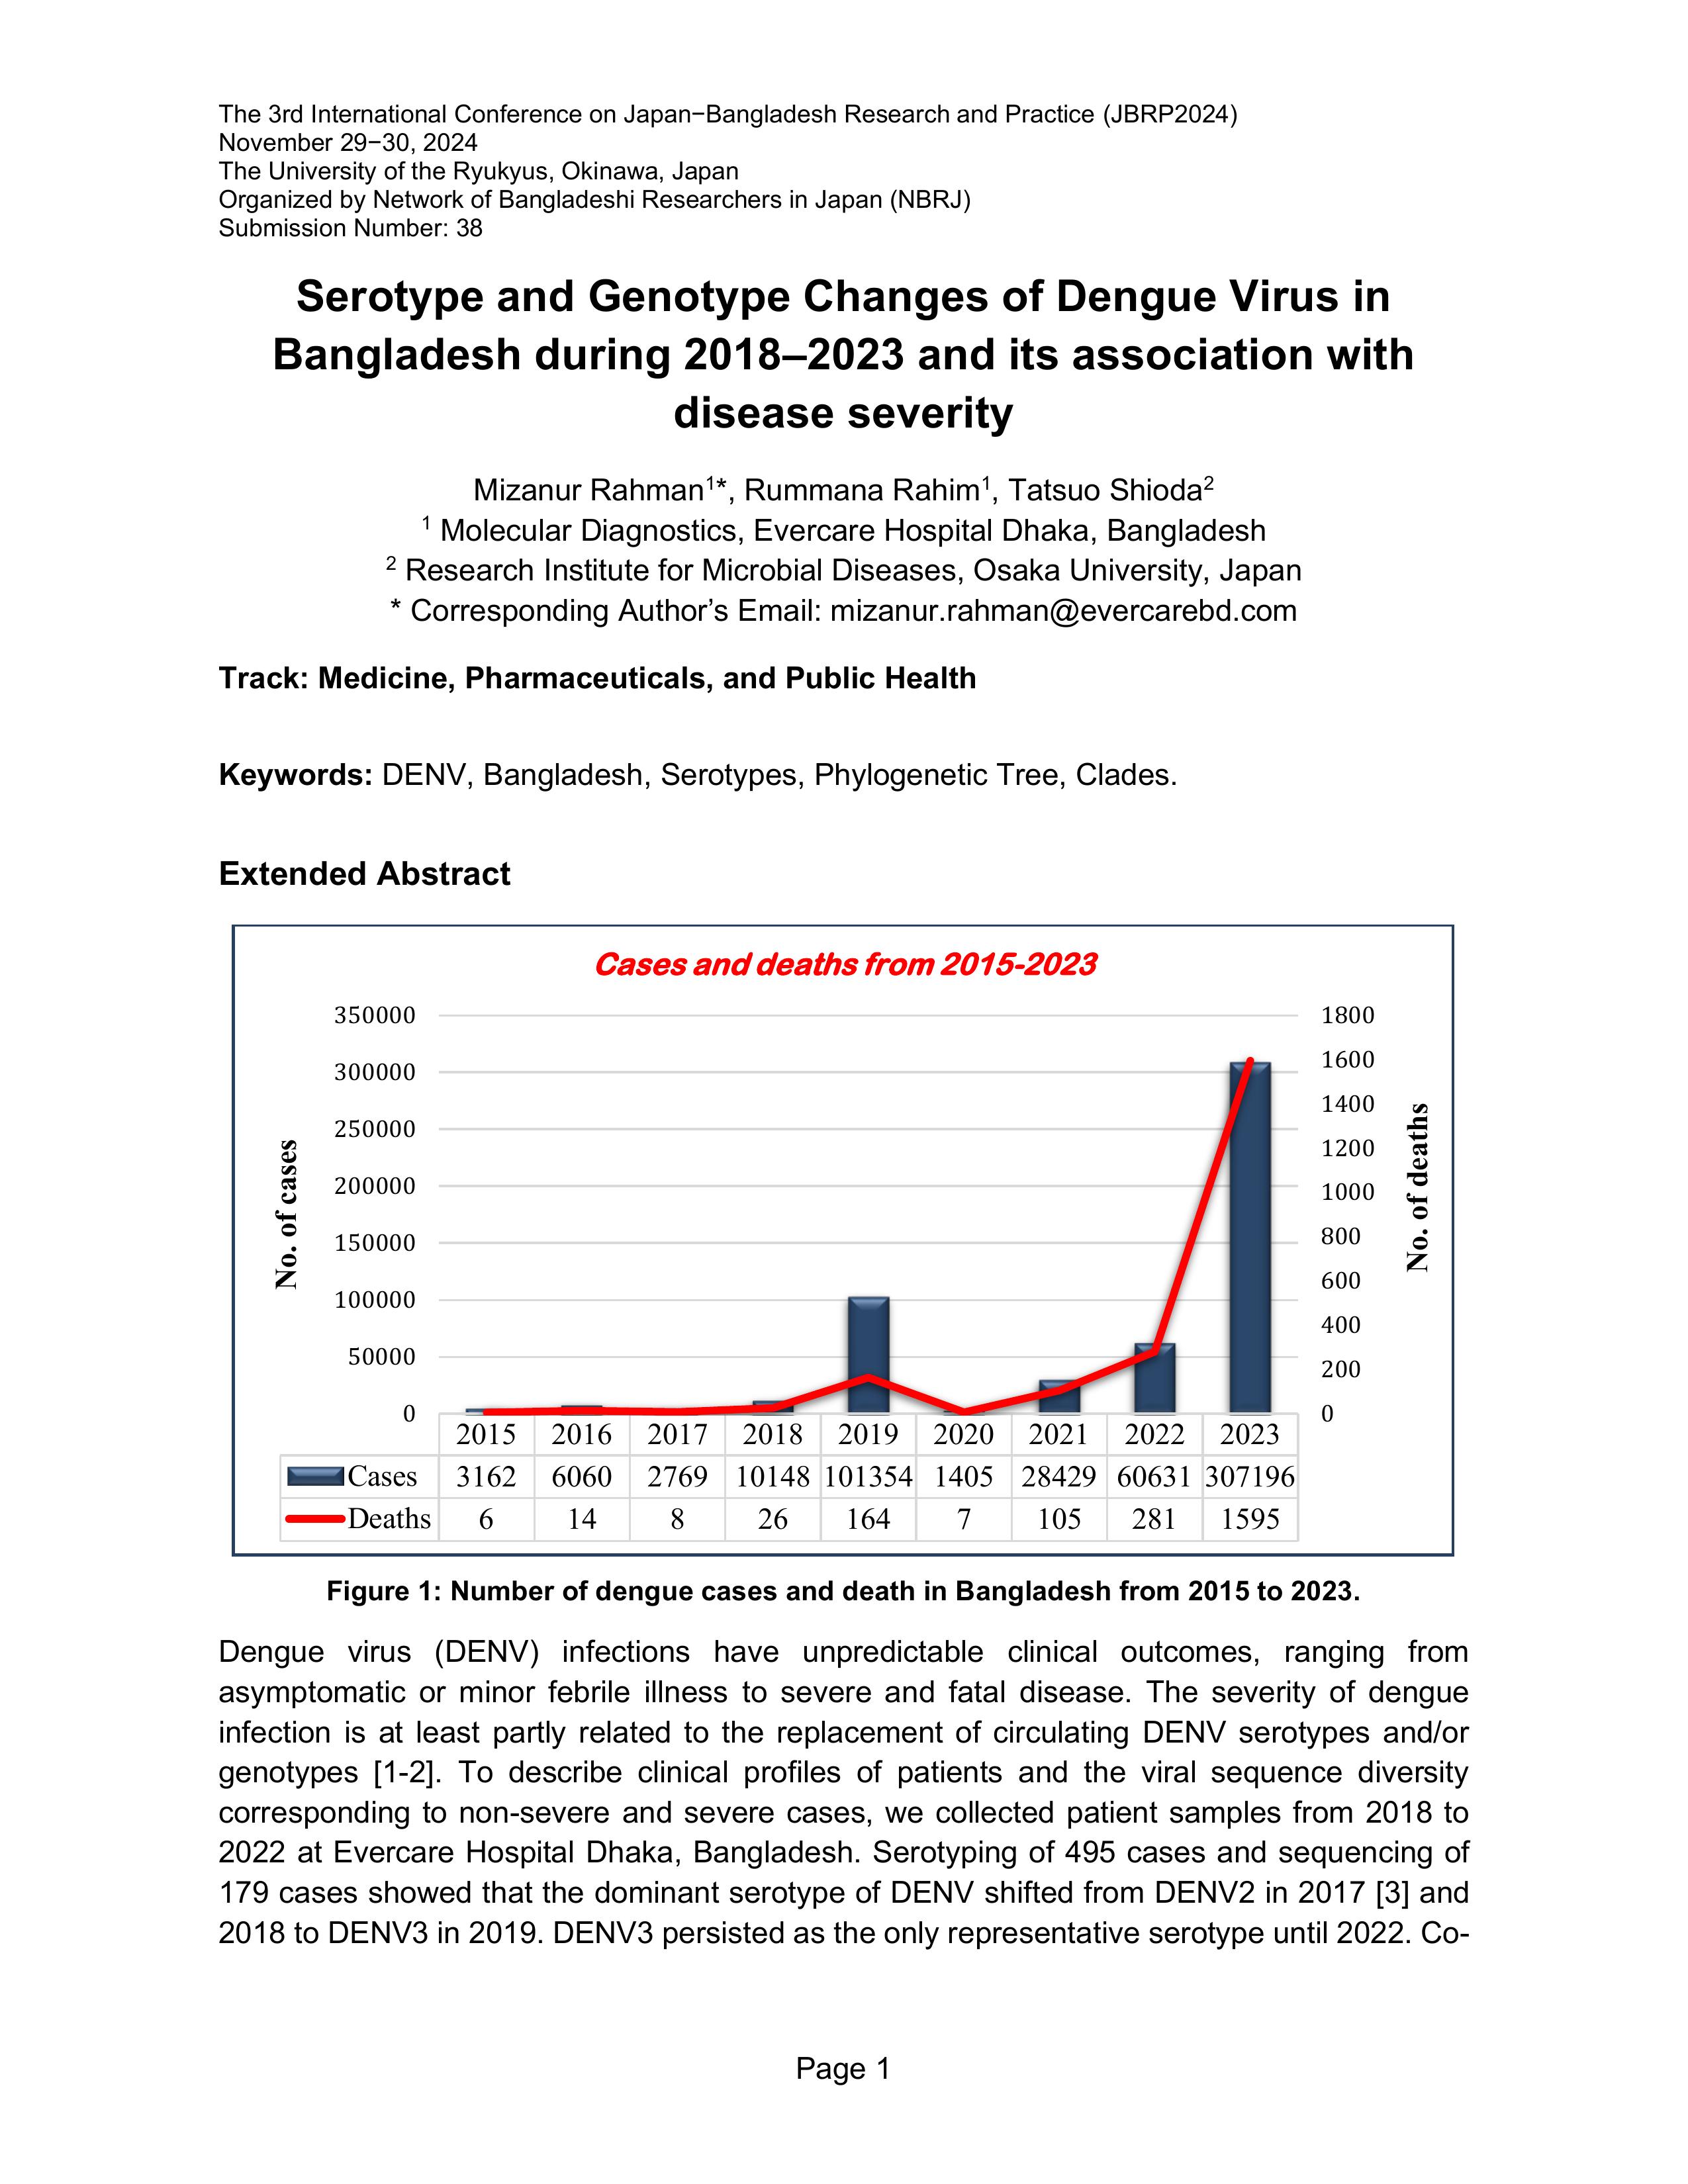 The 3rd International Conference on Japan−Bangladesh Research and Practice (JBRP2024)
November 29−30, 2024
The University of the Ryukyus, Okinawa, Japan
Organized by Network of Bangladeshi Researchers in Japan (NBRJ)
Submission Number: 38
Serotype and Genotype Changes of Dengue Virus in
Bangladesh during 2018–2023 and its association with
disease severity
Mizanur Rahman1*, Rummana Rahim1, Tatsuo Shioda2
1 Molecular Diagnostics, Evercare Hospital Dhaka, Bangladesh
2 Research Institute for Microbial Diseases, Osaka University, Japan
* Corresponding Author’s Email: mizanur.rahman@evercarebd.com
Track: Medicine, Pharmaceuticals, and Public Health
Keywords: DENV, Bangladesh, Serotypes, Phylogenetic Tree, Clades.
Extended Abstract
Cases and deaths from 2015-2023
No. of cases
350000
300000
250000
200000
150000
100000
50000
0
1800
1600
1400
1200
1000
800
600
400
200
0
No. of deaths
2015 2016 2017 2018 2019 2020 2021 2022 2023
Cases 3162 6060 2769 10148 101354 1405 28429 60631 307196
Deaths 6 14 8 26 164 7 105 281 1595
Figure 1: Number of dengue cases and death in Bangladesh from 2015 to 2023.
Dengue virus (DENV) infections have unpredictable clinical outcomes, ranging from
asymptomatic or minor febrile illness to severe and fatal disease. The severity of dengue
infection is at least partly related to the replacement of circulating DENV serotypes and/or
genotypes [1-2]. To describe clinical profiles of patients and the viral sequence diversity
corresponding to non-severe and severe cases, we collected patient samples from 2018 to
2022 at Evercare Hospital Dhaka, Bangladesh. Serotyping of 495 cases and sequencing of
179 cases showed that the dominant serotype of DENV shifted from DENV2 in 2017 [3] and
2018 to DENV3 in 2019. DENV3 persisted as the only representative serotype until 2022. Co-
Page 1